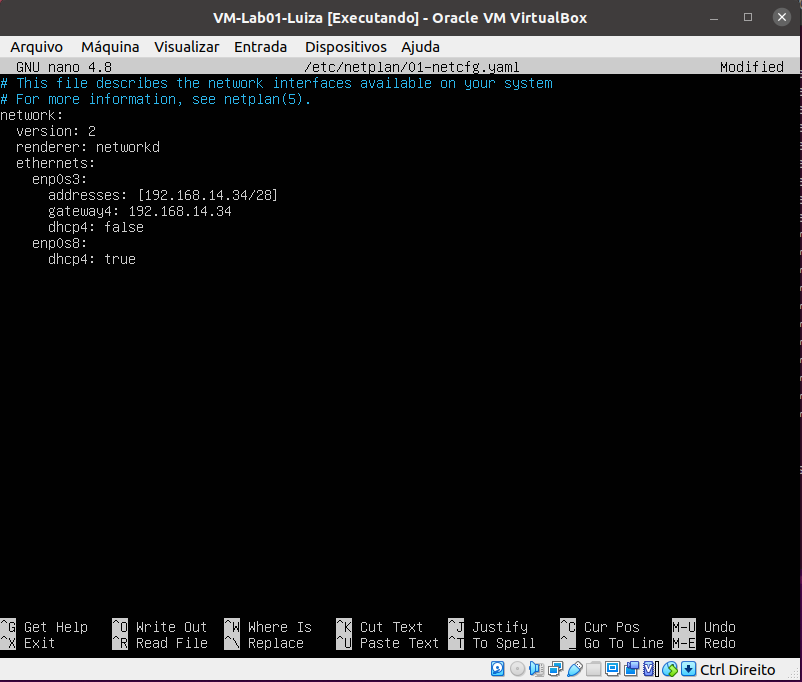 VM-Lab01-Luiza [Executando] - Oracle VM VirtualBox
Arquivo Máquina Visualizar Entrada Dispositivos Ajuda
GNU nano 4.8 /etc/netplan/01-netcfg.yaml Modified
# This file describes the network interfaces available on your system
# For more information, see netplan(5).
network:
  version: 2
  renderer: networkd
  ethernets:
    enp0s3:
      addresses: [192.168.14.34/28]
      gateway4: 192.168.14.34
      dhcp4: false
    enp0s8:
      dhcp4: true
^G Get Help ^O Write Out ^W Where Is ^K Cut Text ^J Justify ^C Cur Pos M-U Undo
^X Exit ^R Read File ^\ Replace ^U Paste Text ^T To Spell ^_ Go To Line M-E Redo
Ctrl Direito